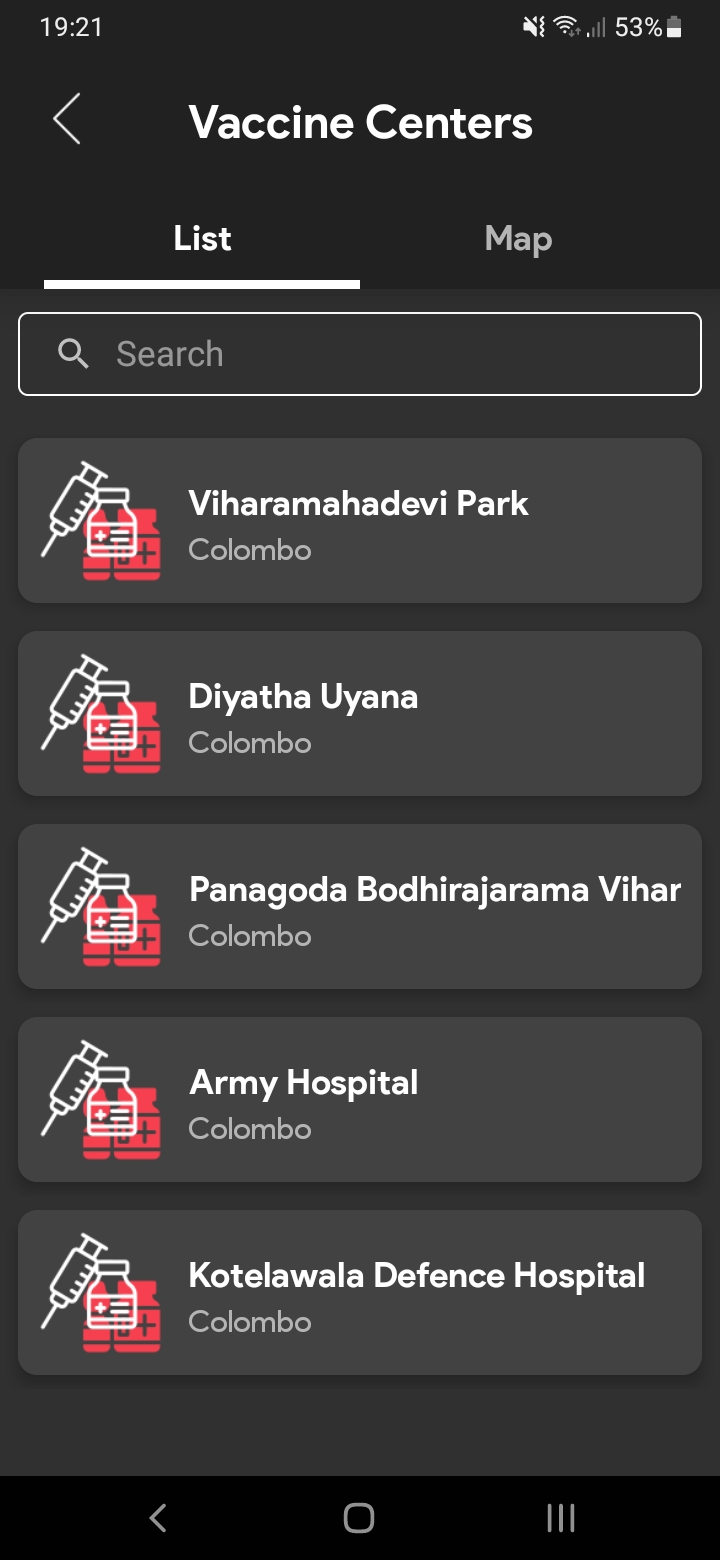 19:21 53%
Vaccine Centers
List Map
Search
Viharamahadevi Park
Colombo
Diyatha Uyana
Colombo
Panagoda Bodhirajarama Vihar
Colombo
Army Hospital
Colombo
Kotelawala Defence Hospital
Colombo